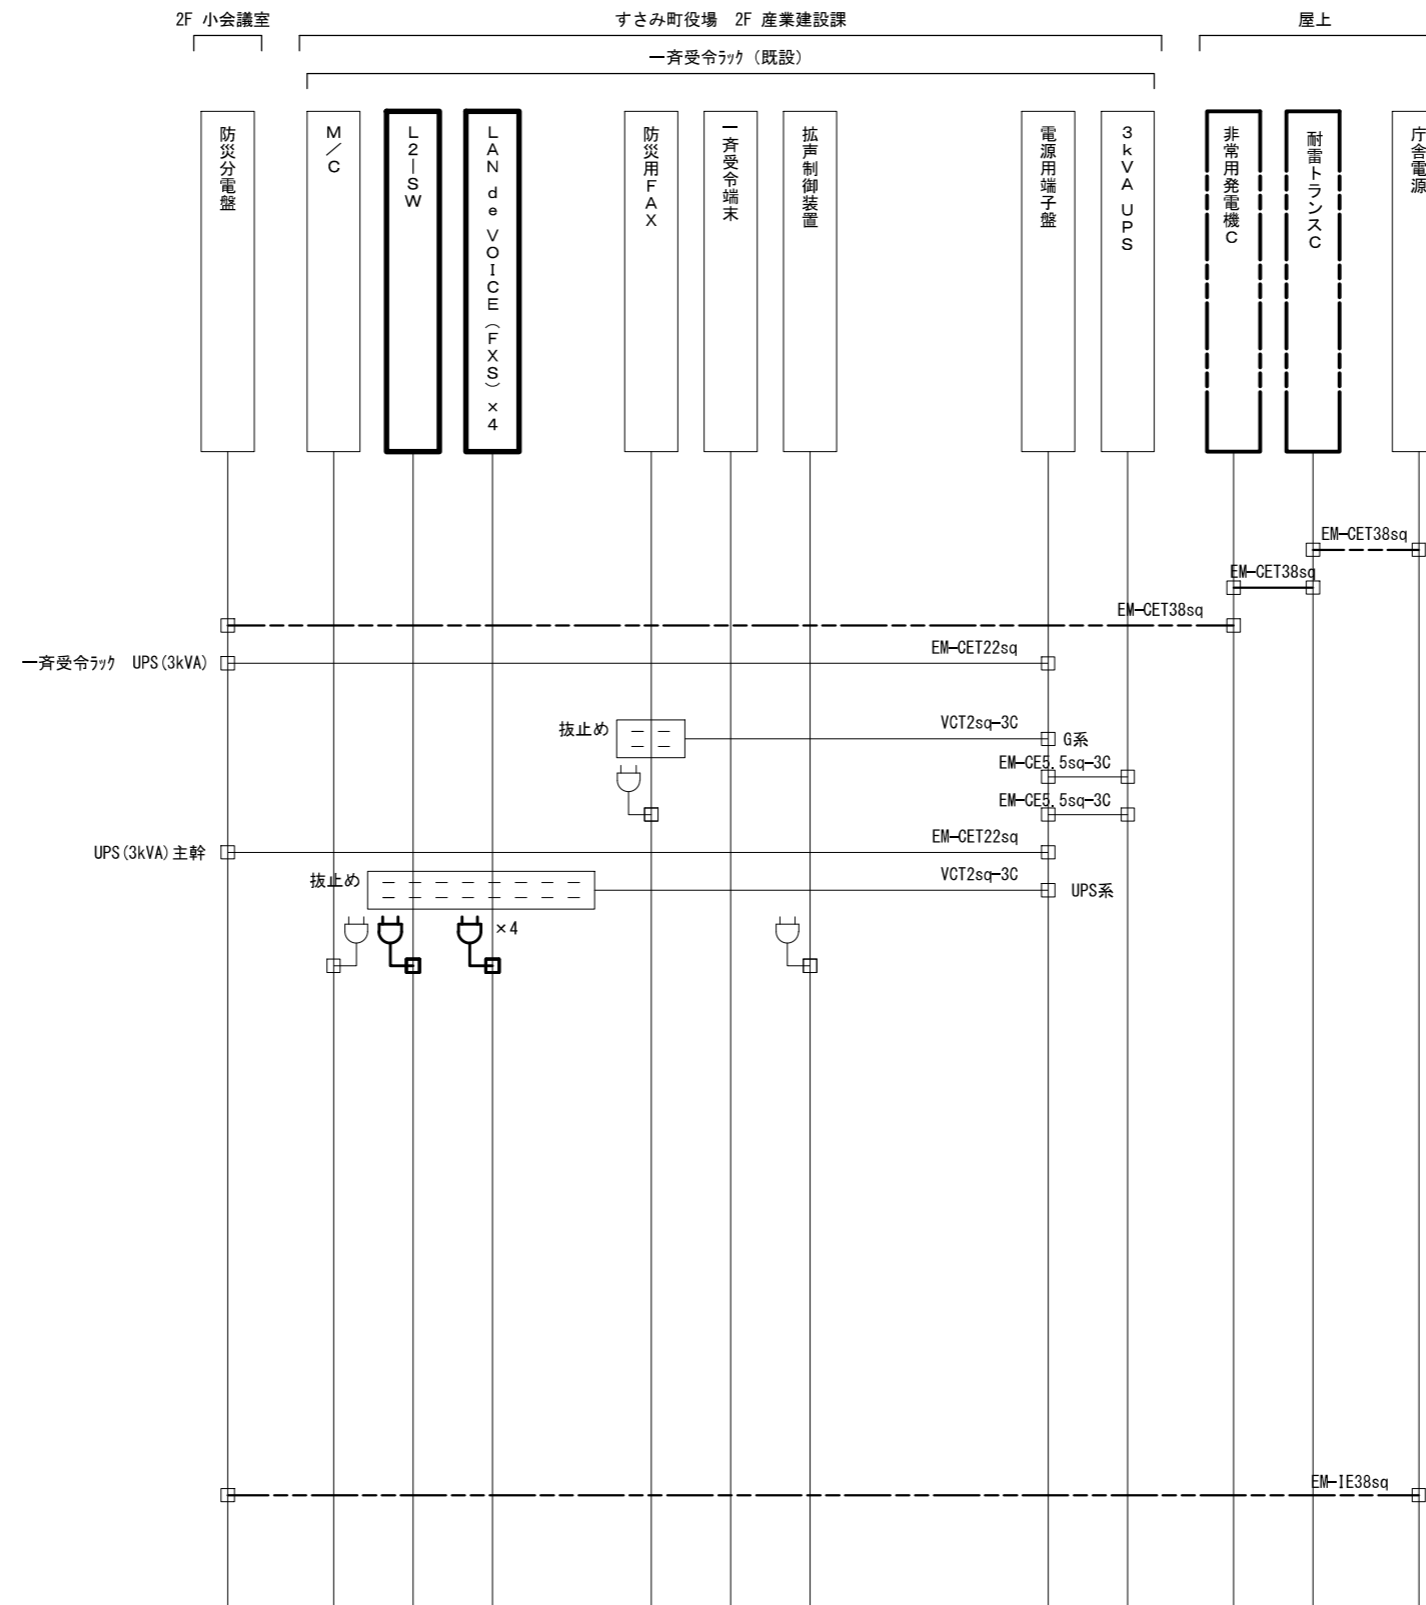 2F 小会議室
すさみ町役場 2F 産業建設課
屋上
一斉受令ﾗｯｸ (既設)
防災分電盤
M/C
L2-SW
LAN de VOICE (FXS) ×4
防災用FAX
一斉受令端末
拡声制御装置
電源用端子盤
3kVA UPS
非常用発電機C
耐雷トランスC
庁舎電源
EM-CET38sq
EM-CET38sq
EM-CET38sq
一斉受令ﾗｯｸ UPS(3kVA)
EM-CET22sq
抜止め
VCT2sq-3C
G系
EM-CE5.5sq-3C
EM-CE5.5sq-3C
UPS(3kVA)主幹
EM-CET22sq
抜止め
VCT2sq-3C
UPS系
×4
EM-IE38sq